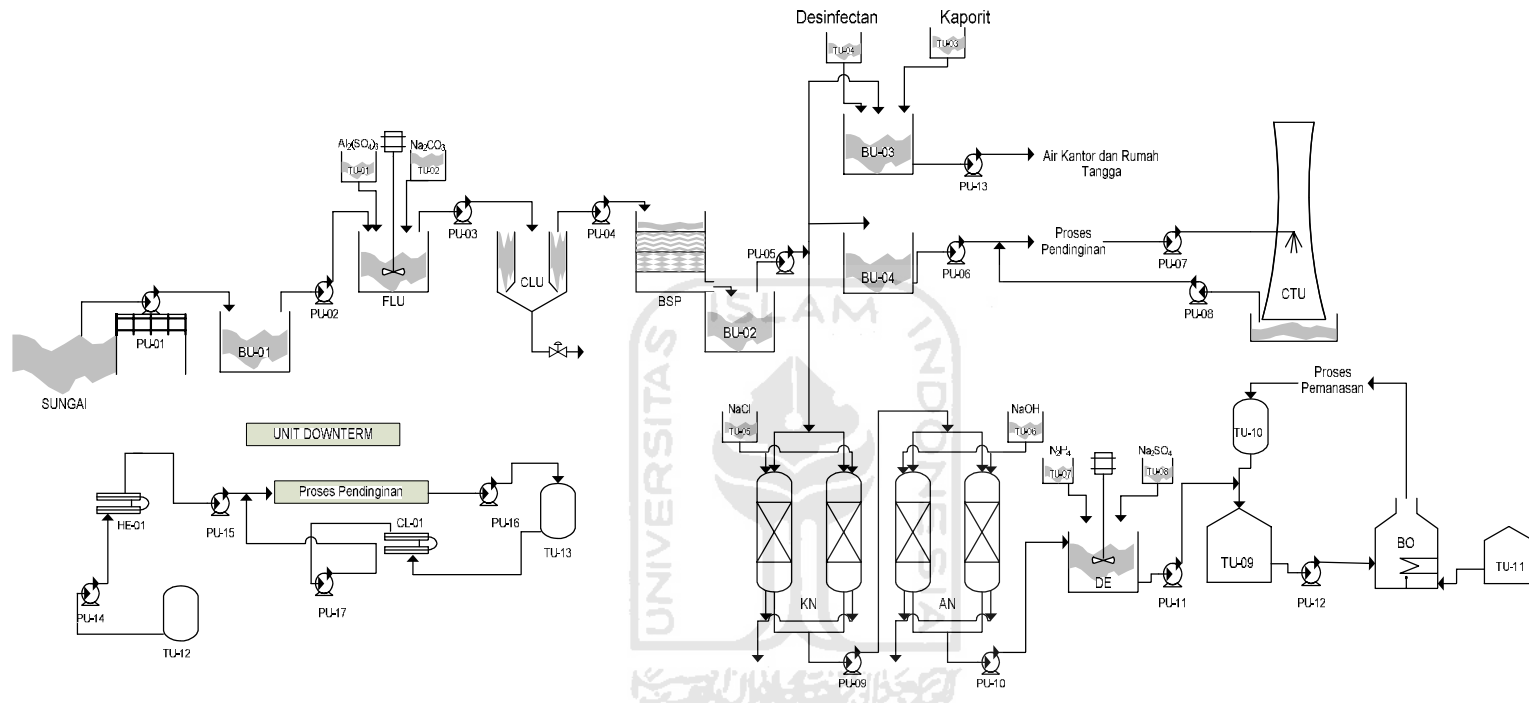 Desinfectan
Kaporit
TU-04
TU-03
BU-03
PU-13
Air Kantor dan Rumah
Tangga
Al2(SO4)3
Na2CO3
TU-01
TU-02
PU-03
PU-04
PU-05
PU-02
FLU
CLU
BSP
BU-02
BU-04
PU-06
Proses
Pendinginan
PU-07
PU-08
CTU
PU-01
BU-01
SUNGAI
UNIT DOWNTERM
Proses Pendinginan
HE-01
PU-15
PU-16
TU-13
CL-01
PU-17
PU-14
TU-12
NaCl
TU-05
NaOH
TU-06
KN
AN
PU-09
PU-10
N2H4
TU-07
Na2SO4
TU-08
DE
PU-11
Proses
Pemanasan
TU-10
TU-09
PU-12
BO
TU-11
UNIVERSITAS
ISLAM
INDONESIA